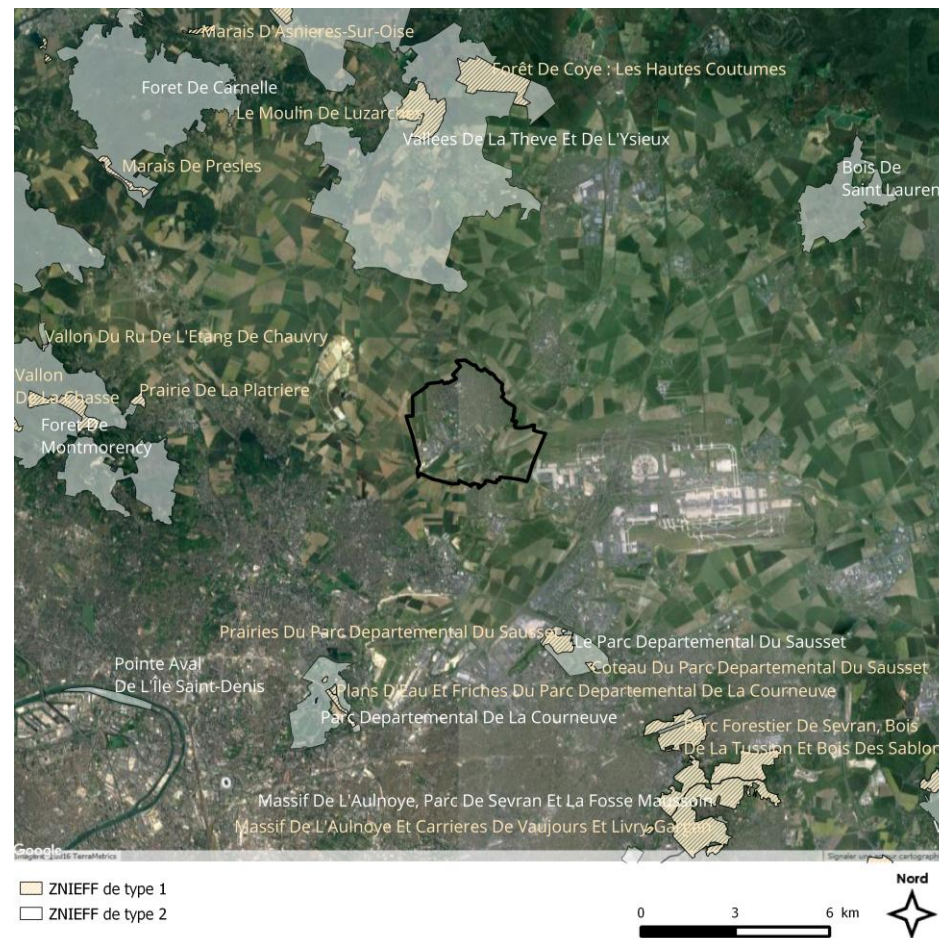 Marais D'Asnieres-Sur-Oise
Forêt De Coye : Les Hautes Coutumes
Foret De Carnelle
Le Moulin De Luzarches
Vallees De La Theve Et De L'Ysieux
Marais De Presles
Bois De
Saint Lauren
Vallon Du Ru De L'Etang De Chauvry
Vallon
De La Chasse
Prairie De La Platriere
Foret De
Montmorency
Prairies Du Parc Departemental Du Sausset
Le Parc Departemental Du Sausset
Coteau Du Parc Departemental Du Sausset
Pointe Aval
De L'Île Saint-Denis
Plans D'Eau Et Friches Du Parc Departemental De La Courneuve
Parc Departemental De La Courneuve
Parc Forestier De Sevran, Bois
De La Tussion Et Bois Des Sablon
Massif De L'Aulnoye, Parc De Sevran Et La Fosse Maussoin
Massif De L'Aulnoye Et Carrieres De Vaujours Et Livry-Gargan
Google
TerraMetrics
Signaler une erreur cartograph
ZNIEFF de type 1
ZNIEFF de type 2
0 3 6 km
Nord